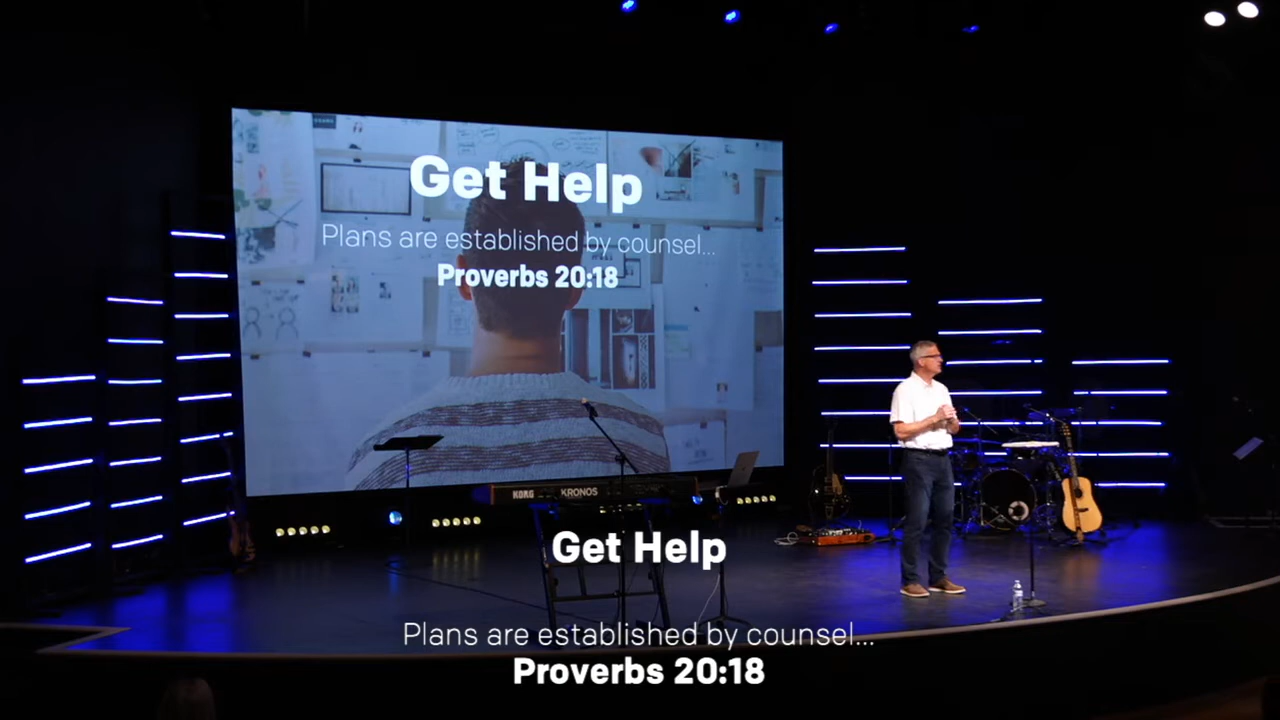 Get Help
Plans are established by counsel...
Proverbs 20:18
KORG KRONOS
Get Help
Plans are established by counsel...
Proverbs 20:18